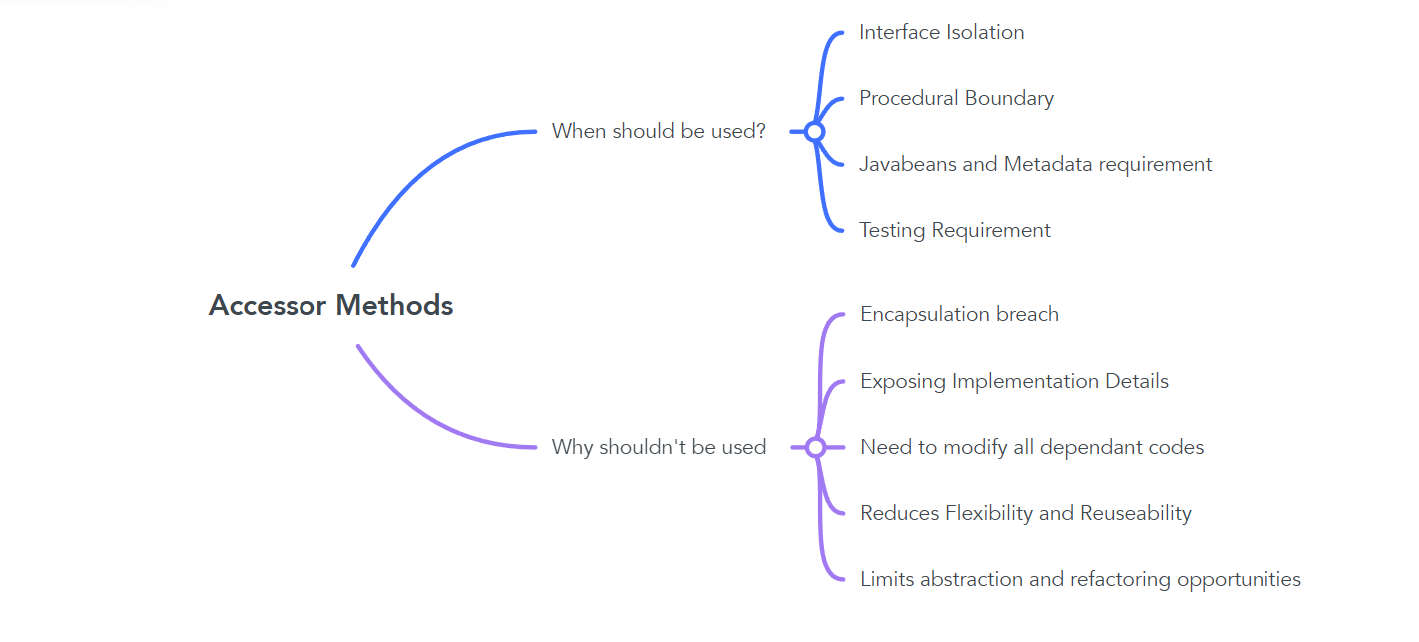 Accessor Methods
When should be used?
Interface Isolation
Procedural Boundary
Javabeans and Metadata requirement
Testing Requirement
Why shouldn't be used
Encapsulation breach
Exposing Implementation Details
Need to modify all dependant codes
Reduces Flexibility and Reuseability
Limits abstraction and refactoring opportunities